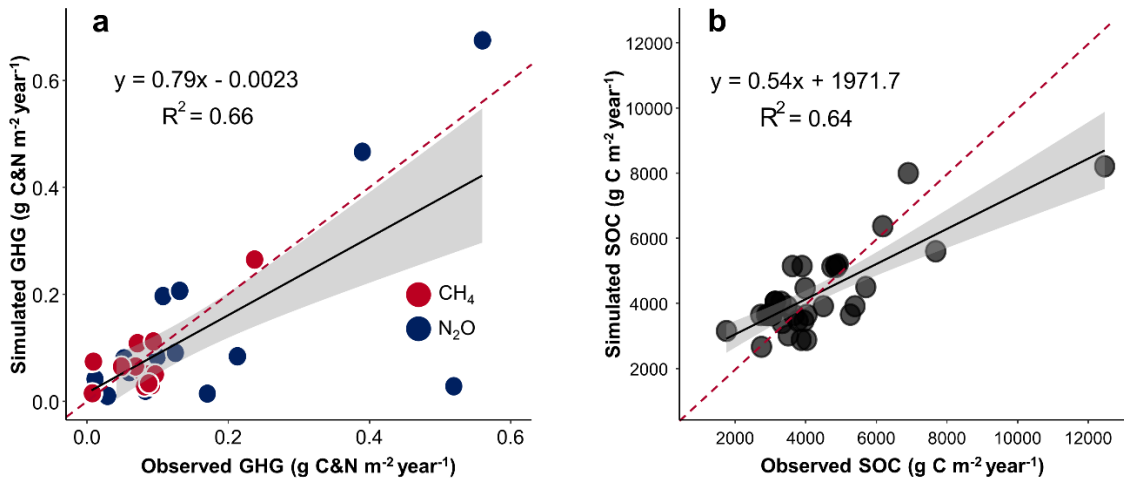 a
y = 0.79x - 0.0023
R² = 0.66
Simulated GHG (g C&N m⁻² year⁻¹)
0.6
0.4
0.2
0.0
CH₄
N₂O
0.0 0.2 0.4 0.6
Observed GHG (g C&N m⁻² year⁻¹)
b
y = 0.54x + 1971.7
R² = 0.64
Simulated SOC (g C m⁻² year⁻¹)
12000
10000
8000
6000
4000
2000
2000 4000 6000 8000 10000 12000
Observed SOC (g C m⁻² year⁻¹)